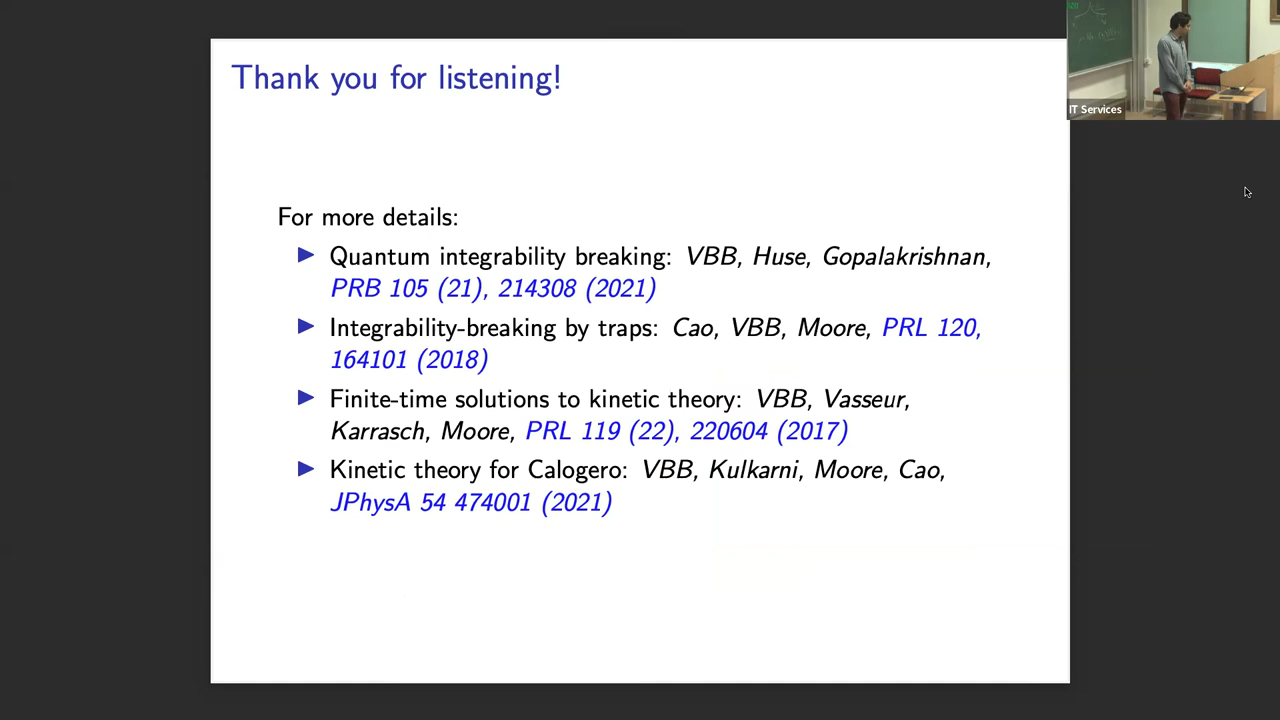 Thank you for listening!
IT Services
For more details:
▶ Quantum integrability breaking: VBB, Huse, Gopalakrishnan,
PRB 105 (21), 214308 (2021)
▶ Integrability-breaking by traps: Cao, VBB, Moore, PRL 120,
164101 (2018)
▶ Finite-time solutions to kinetic theory: VBB, Vasseur,
Karrasch, Moore, PRL 119 (22), 220604 (2017)
▶ Kinetic theory for Calogero: VBB, Kulkarni, Moore, Cao,
JPhysA 54 474001 (2021)